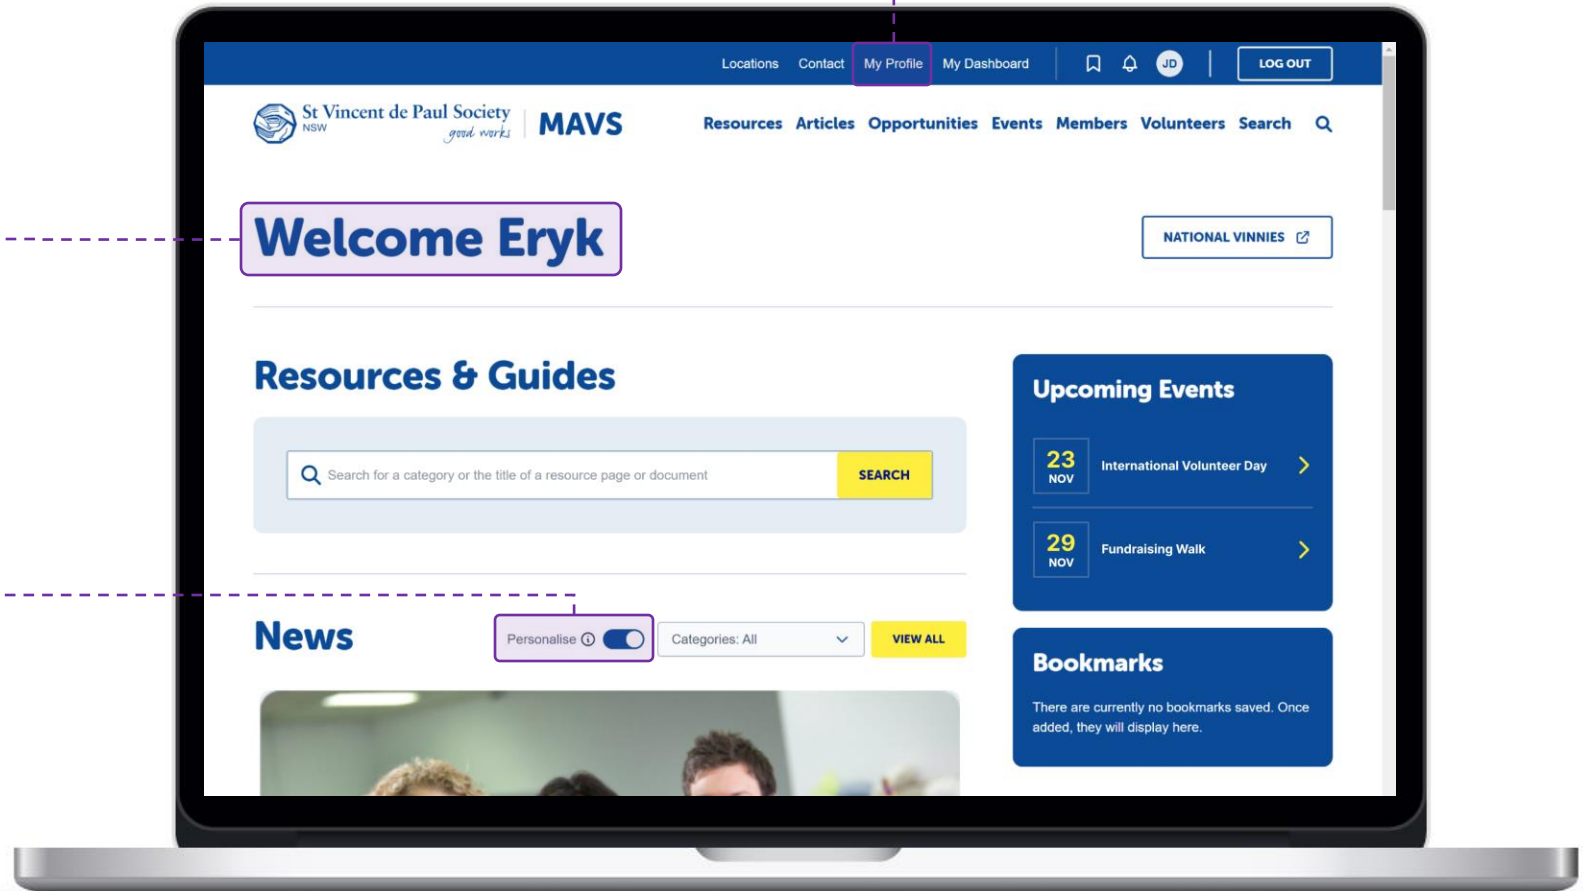 Locations Contact My Profile My Dashboard JD LOG OUT
St Vincent de Paul Society
NSW good works
MAVS
Resources Articles Opportunities Events Members Volunteers Search
Welcome Eryk
NATIONAL VINNIES
Resources & Guides
Search for a category or the title of a resource page or document SEARCH
Upcoming Events
23
NOV
International Volunteer Day
29
NOV
Fundraising Walk
News
Personalise Categories: All VIEW ALL
Bookmarks
There are currently no bookmarks saved. Once
added, they will display here.